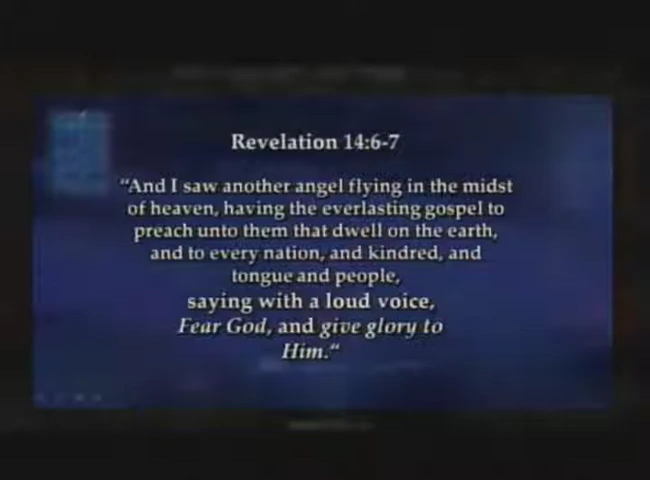 Revelation 14:6-7
"And I saw another angel flying in the midst
of heaven, having the everlasting gospel to
preach unto them that dwell on the earth,
and to every nation, and kindred, and
tongue and people,
saying with a loud voice,
Fear God, and give glory to
Him."